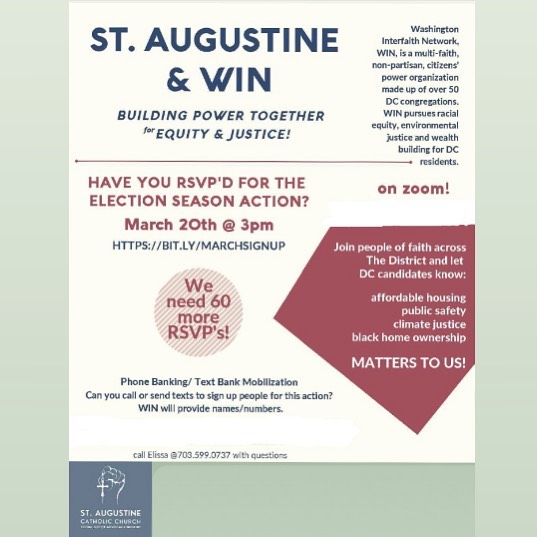 ST. AUGUSTINE
& WIN
BUILDING POWER TOGETHER
for EQUITY & JUSTICE!
Washington
Interfaith Network,
WIN, is a multi-faith,
non-partisan, citizens'
power organization
made up of over 50
DC congregations.
WIN pursues racial
equity, environmental
justice and wealth
building for DC
residents.
HAVE YOU RSVP'D FOR THE
ELECTION SEASON ACTION?
March 20th @ 3pm
HTTPS://BIT.LY/MARCHSIGNUP
on zoom!
We
need 60
more
RSVP's!
Join people of faith across
The District and let
DC candidates know:
affordable housing
public safety
climate justice
black home ownership
MATTERS TO US!
Phone Banking/ Text Bank Mobilization
Can you call or send texts to sign up people for this action?
WIN will provide names/numbers.
call Elissa @703.599.0737 with questions
ST. AUGUSTINE
CATHOLIC CHURCH